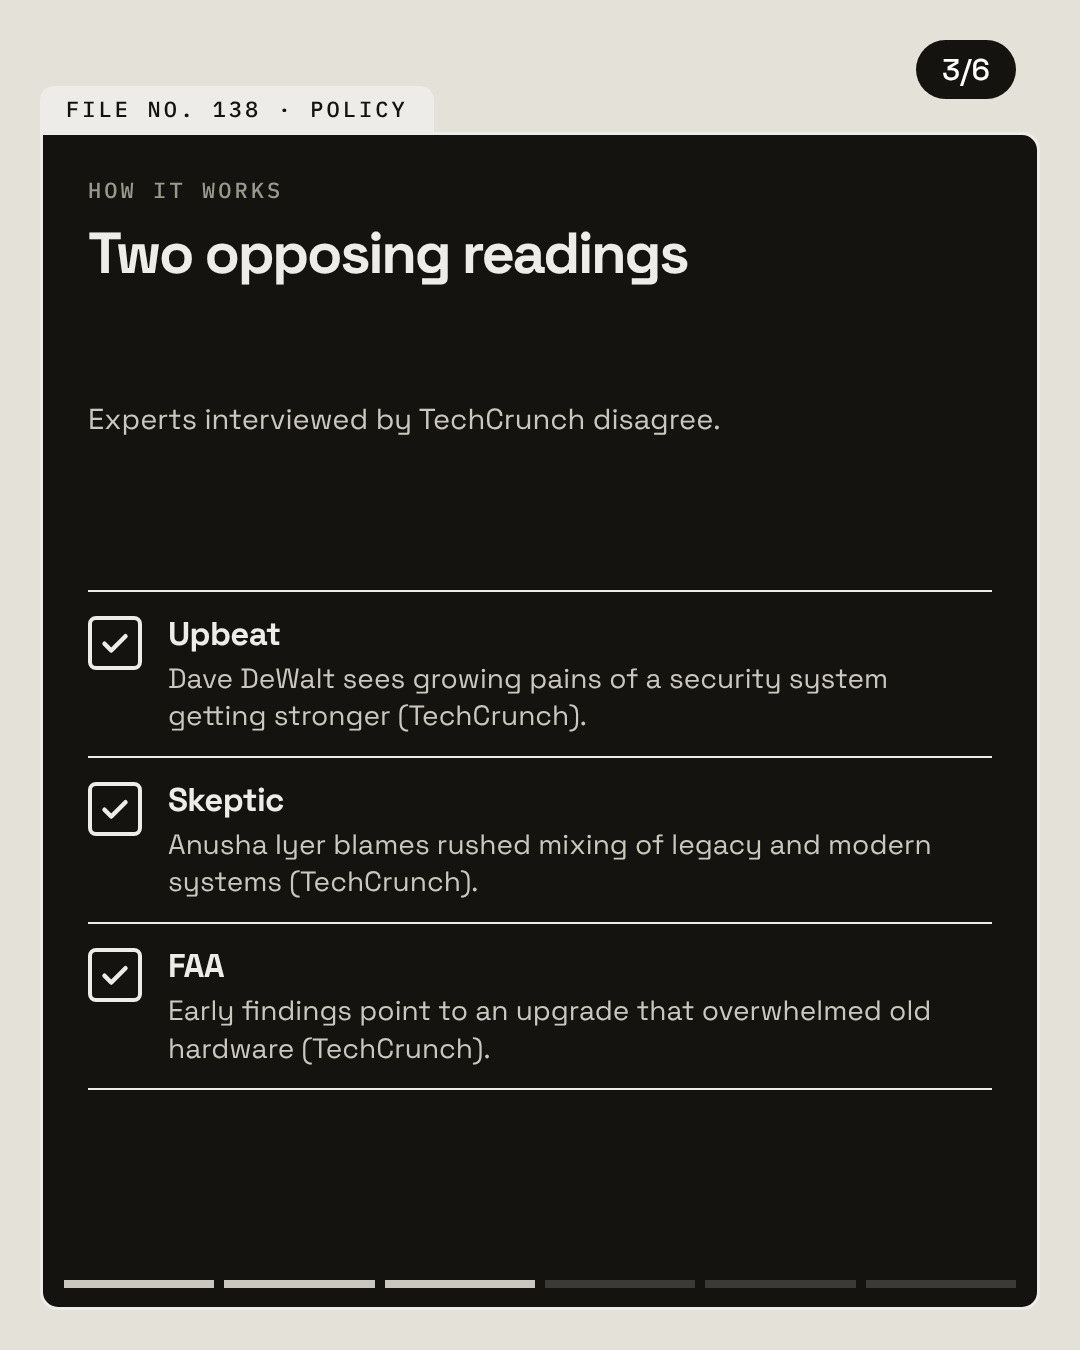 3/6
FILE NO. 138 · POLICY
HOW IT WORKS
Two opposing readings
Experts interviewed by TechCrunch disagree.
Upbeat
Dave DeWalt sees growing pains of a security system
getting stronger (TechCrunch).
Skeptic
Anusha Iyer blames rushed mixing of legacy and modern
systems (TechCrunch).
FAA
Early findings point to an upgrade that overwhelmed old
hardware (TechCrunch).